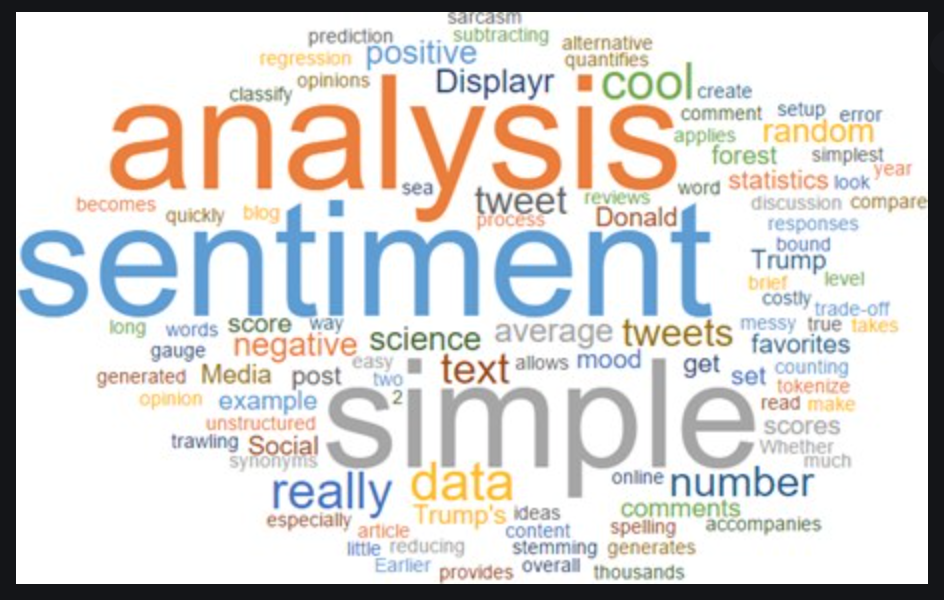 sarcasm
prediction subtracting alternative
regression positive quantifies
classify opinions Displayr cool create
analysis comment setup error
applies random
forest simplest
sea word statistics look year
becomes quickly blog tweet reviews discussion compare
process Donald responses
sentiment bound
Trump
brief level
costly trade-off
long words score way average tweets messy true takes
gauge negative science favorites
easy text allows mood get counting
generated Media post two set tokenize
opinion example 2 simple read make
unstructured scores
trawling Social Whether
synonyms much
really data online number
Trump's ideas comments
especially article content spelling accompanies
little reducing stemming generates
Earlier provides overall thousands